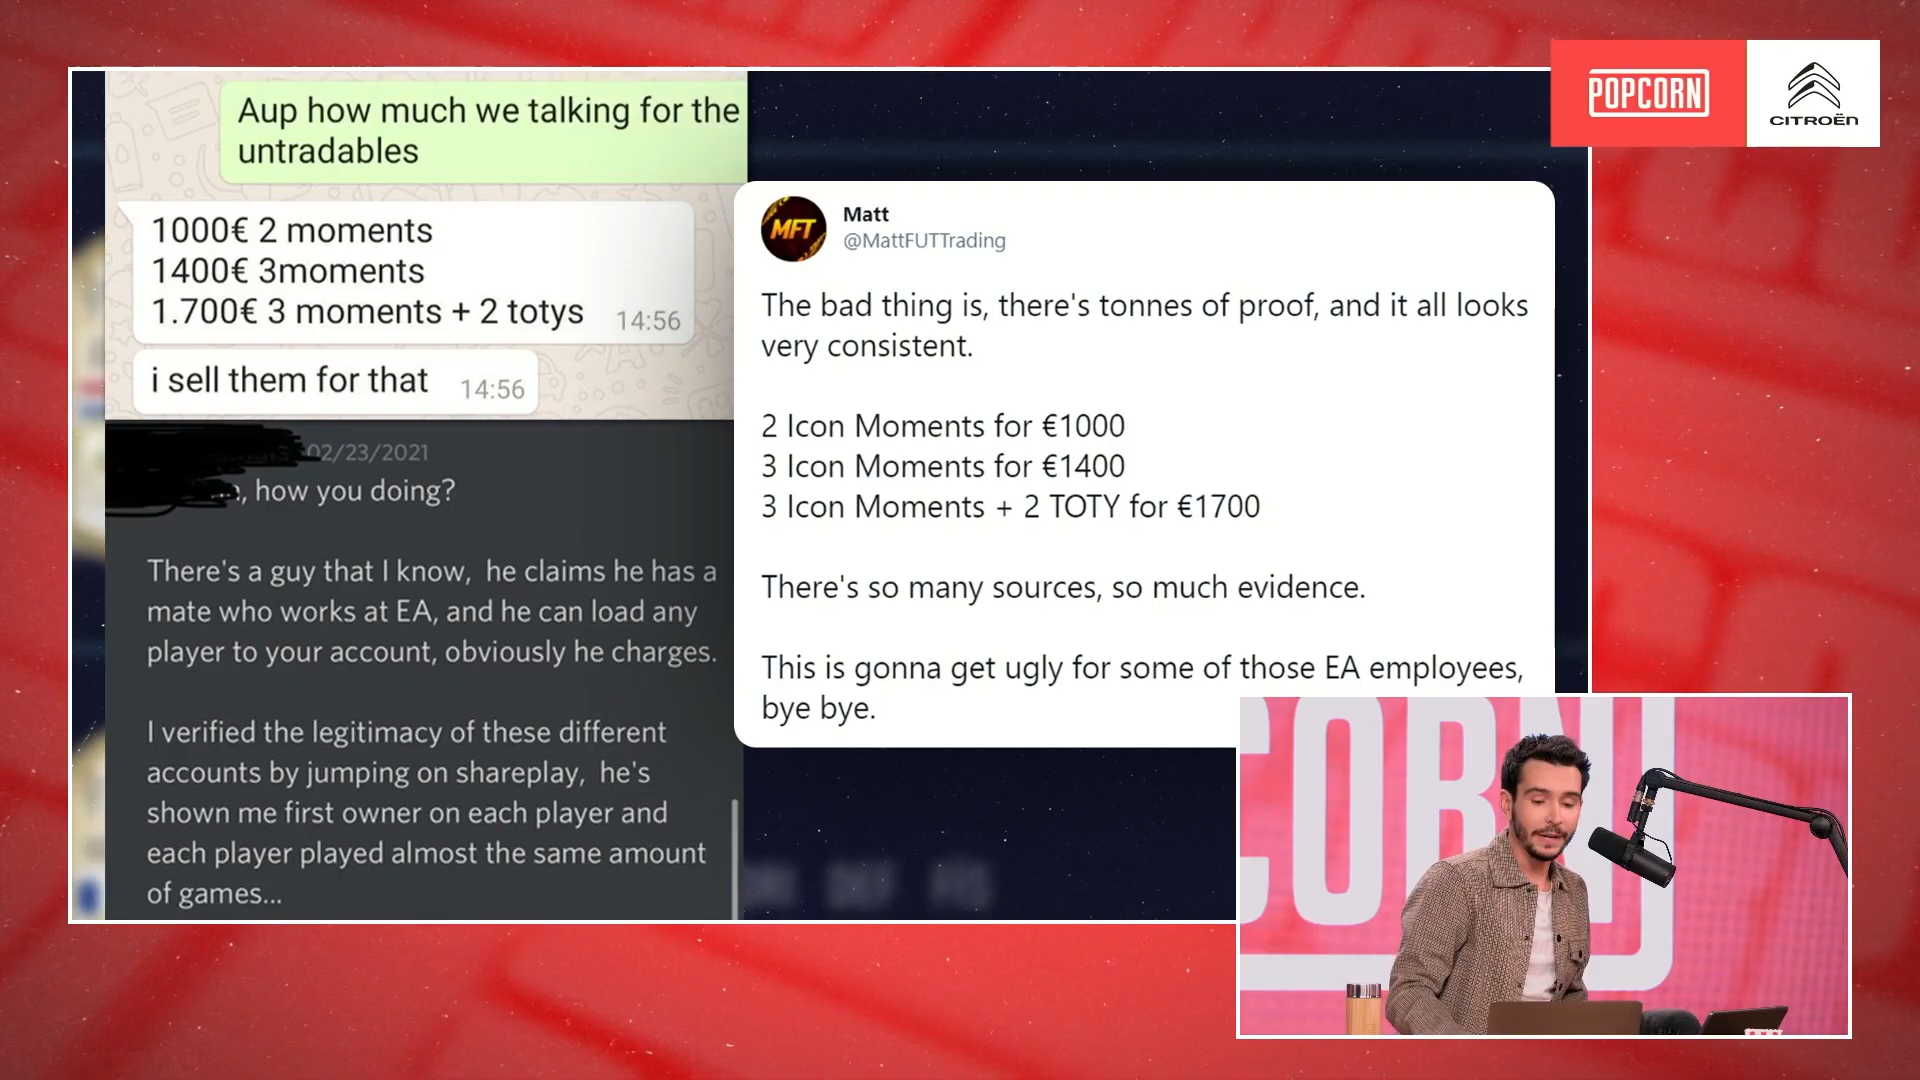 Aup how much we talking for the
untradables
1000€ 2 moments
1400€ 3moments
1.700€ 3 moments + 2 totys
14:56
i sell them for that
14:56
02/23/2021
, how you doing?
There's a guy that I know, he claims he has a
mate who works at EA, and he can load any
player to your account, obviously he charges.
I verified the legitimacy of these different
accounts by jumping on shareplay, he's
shown me first owner on each player and
each player played almost the same amount
of games...
MFT
Matt
@MattFUTTrading
The bad thing is, there's tonnes of proof, and it all looks
very consistent.
2 Icon Moments for €1000
3 Icon Moments for €1400
3 Icon Moments + 2 TOTY for €1700
There's so many sources, so much evidence.
This is gonna get ugly for some of those EA employees,
bye bye.
POPCORN
CITROËN
CORN